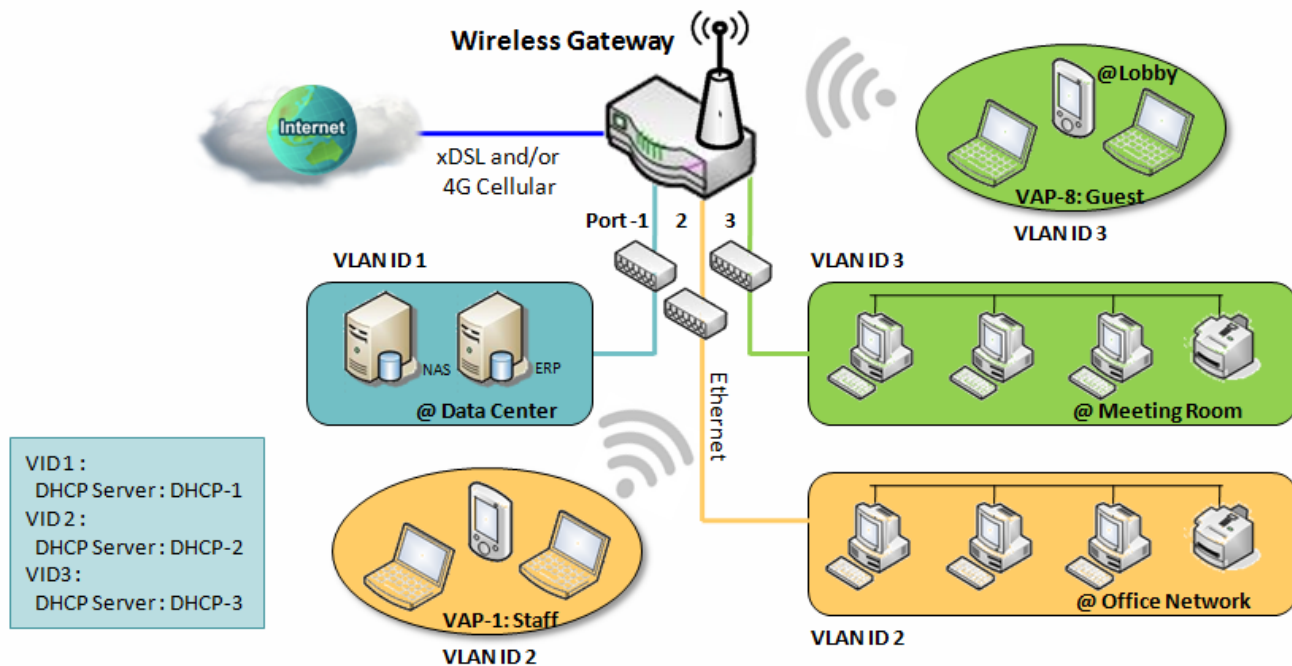 Wireless Gateway
Internet
xDSL and/or
4G Cellular
@Lobby
VAP-8: Guest
VLAN ID 3
Port -1
2
3
VLAN ID 1
NAS
ERP
@ Data Center
VLAN ID 3
@ Meeting Room
Ethernet
VID1 :
DHCP Server : DHCP-1
VID2 :
DHCP Server : DHCP-2
VID3 :
DHCP Server : DHCP-3
VAP-1: Staff
VLAN ID 2
@ Office Network
VLAN ID 2